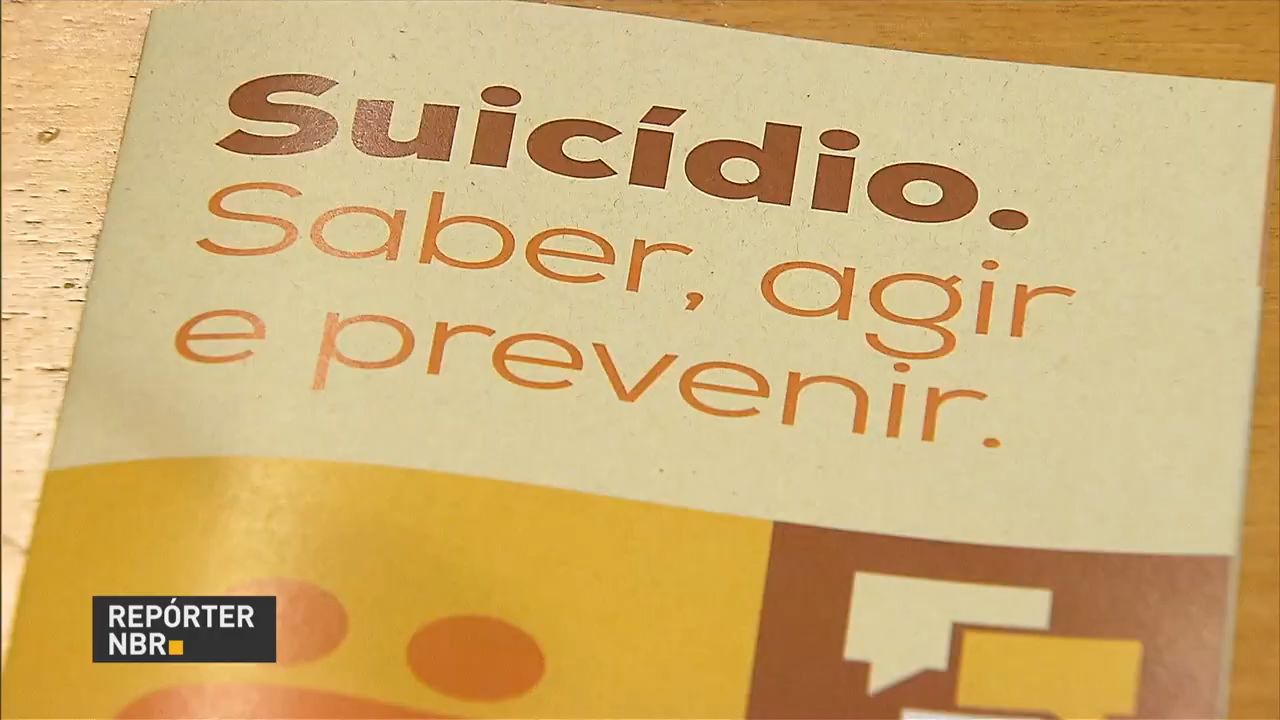 Suicídio.
Saber, agir
e prevenir.
REPÓRTER
NBR